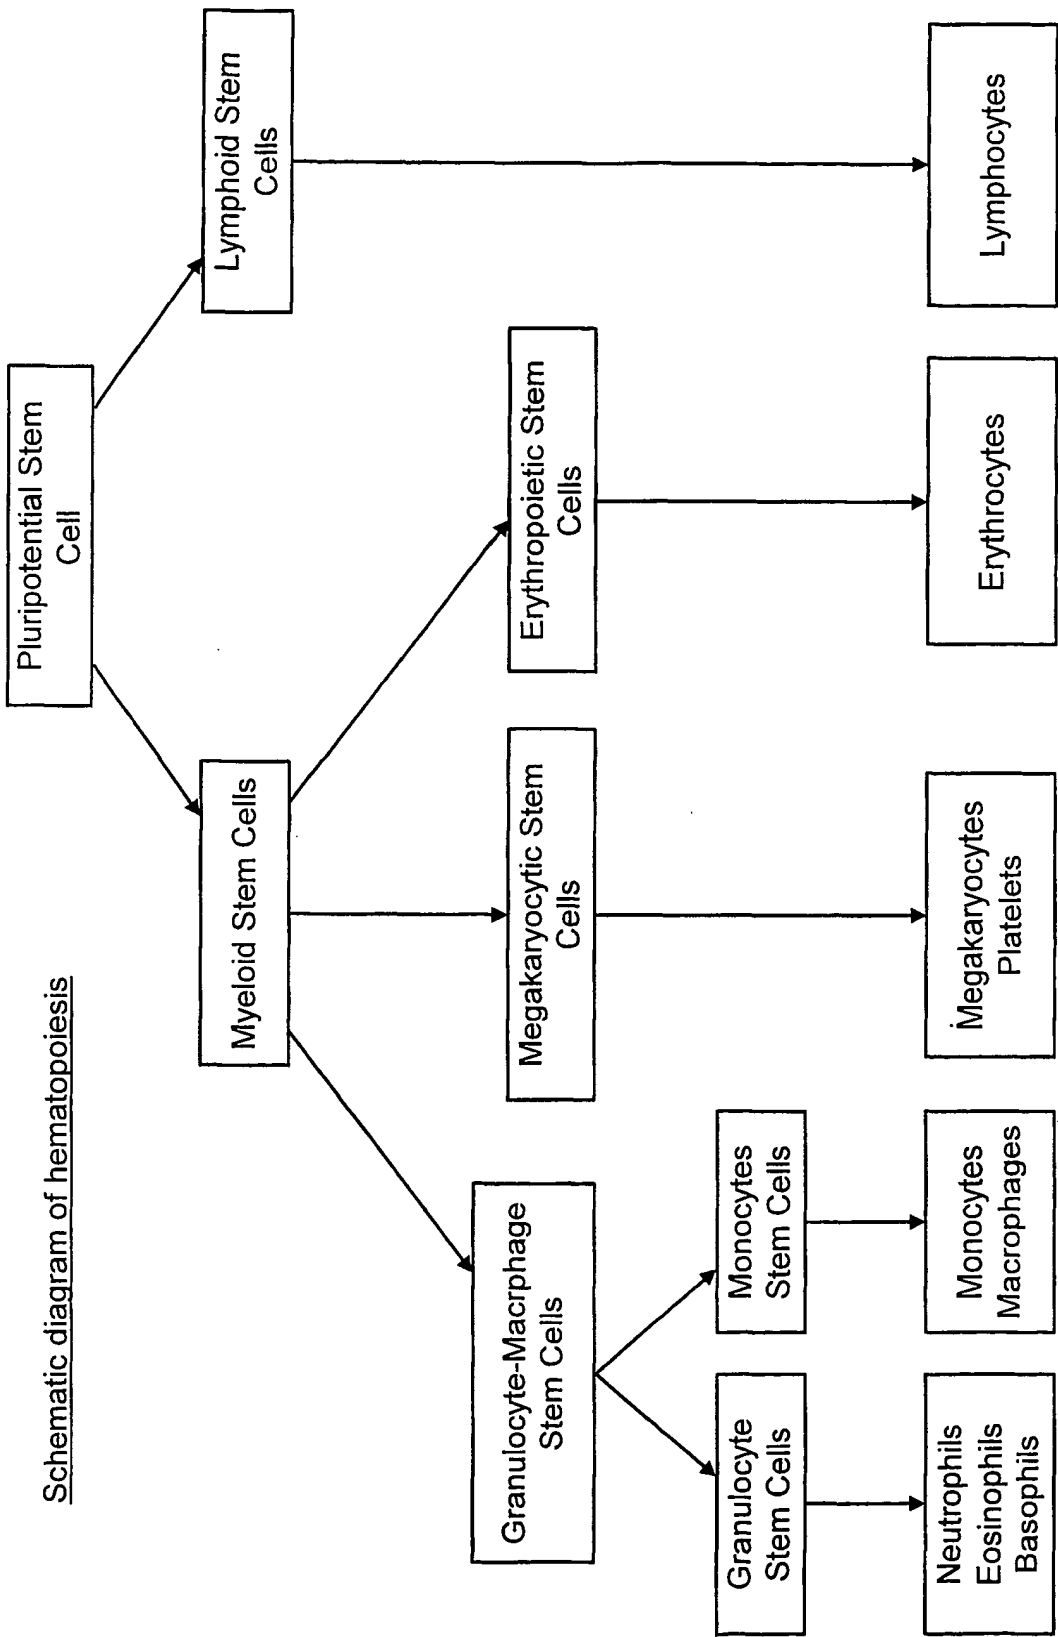 Schematic diagram of hematopoiesis
Pluripotential Stem
Cell
Myeloid Stem Cells
Lymphoid Stem
Cells
Granulocyte-Macrphage
Stem Cells
Megakaryocytic Stem
Cells
Erythropoietic Stem
Cells
Granulocyte
Stem Cells
Monocytes
Stem Cells
Neutrophils
Eosinophils
Basophils
Monocytes
Macrophages
Megakaryocytes
Platelets
Erythrocytes
Lymphocytes